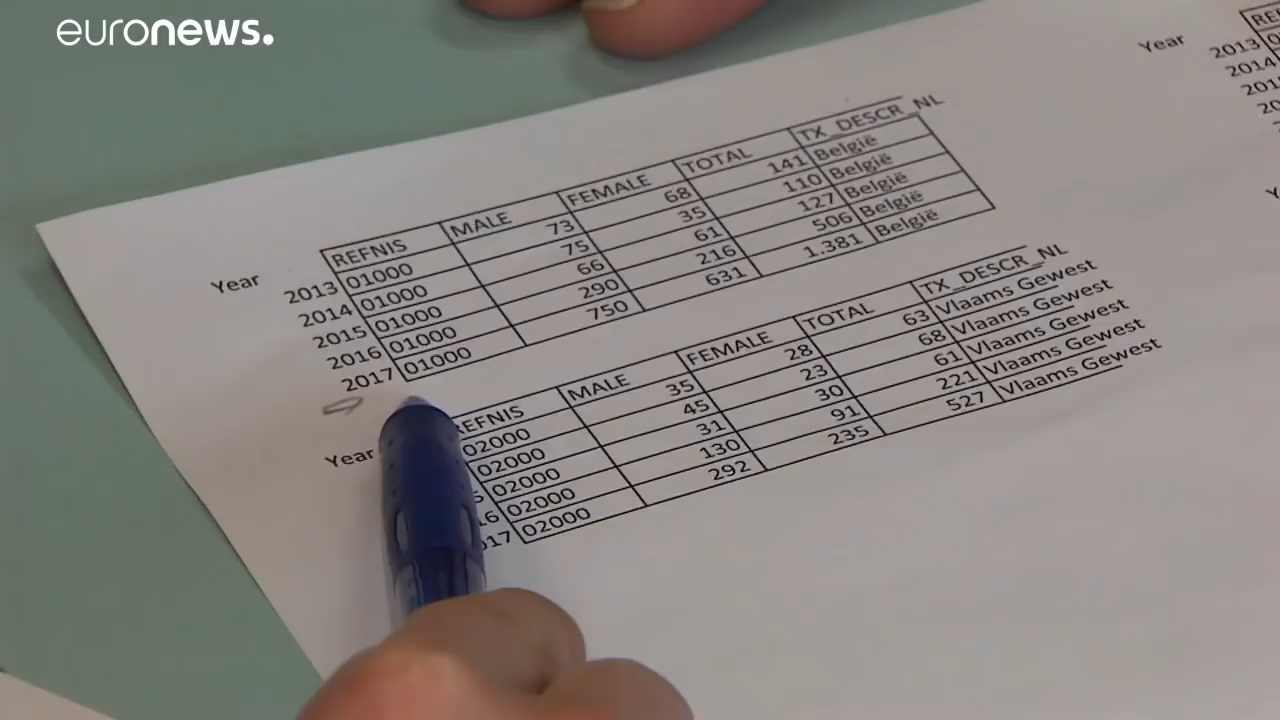 euronews.
Year
REFNIS MALE FEMALE TOTAL TX_DESCR_NL
2013 01000 73 68 141 België
2014 01000 75 35 110 België
2015 01000 66 61 127 België
2016 01000 290 216 506 België
2017 01000 750 631 1.381 België
Year
REFNIS MALE FEMALE TOTAL TX_DESCR_NL
02000 35 28 63 Vlaams Gewest
02000 45 23 68 Vlaams Gewest
02000 31 30 61 Vlaams Gewest
02000 130 91 221 Vlaams Gewest
02000 292 235 527 Vlaams Gewest
Year
2013
2014